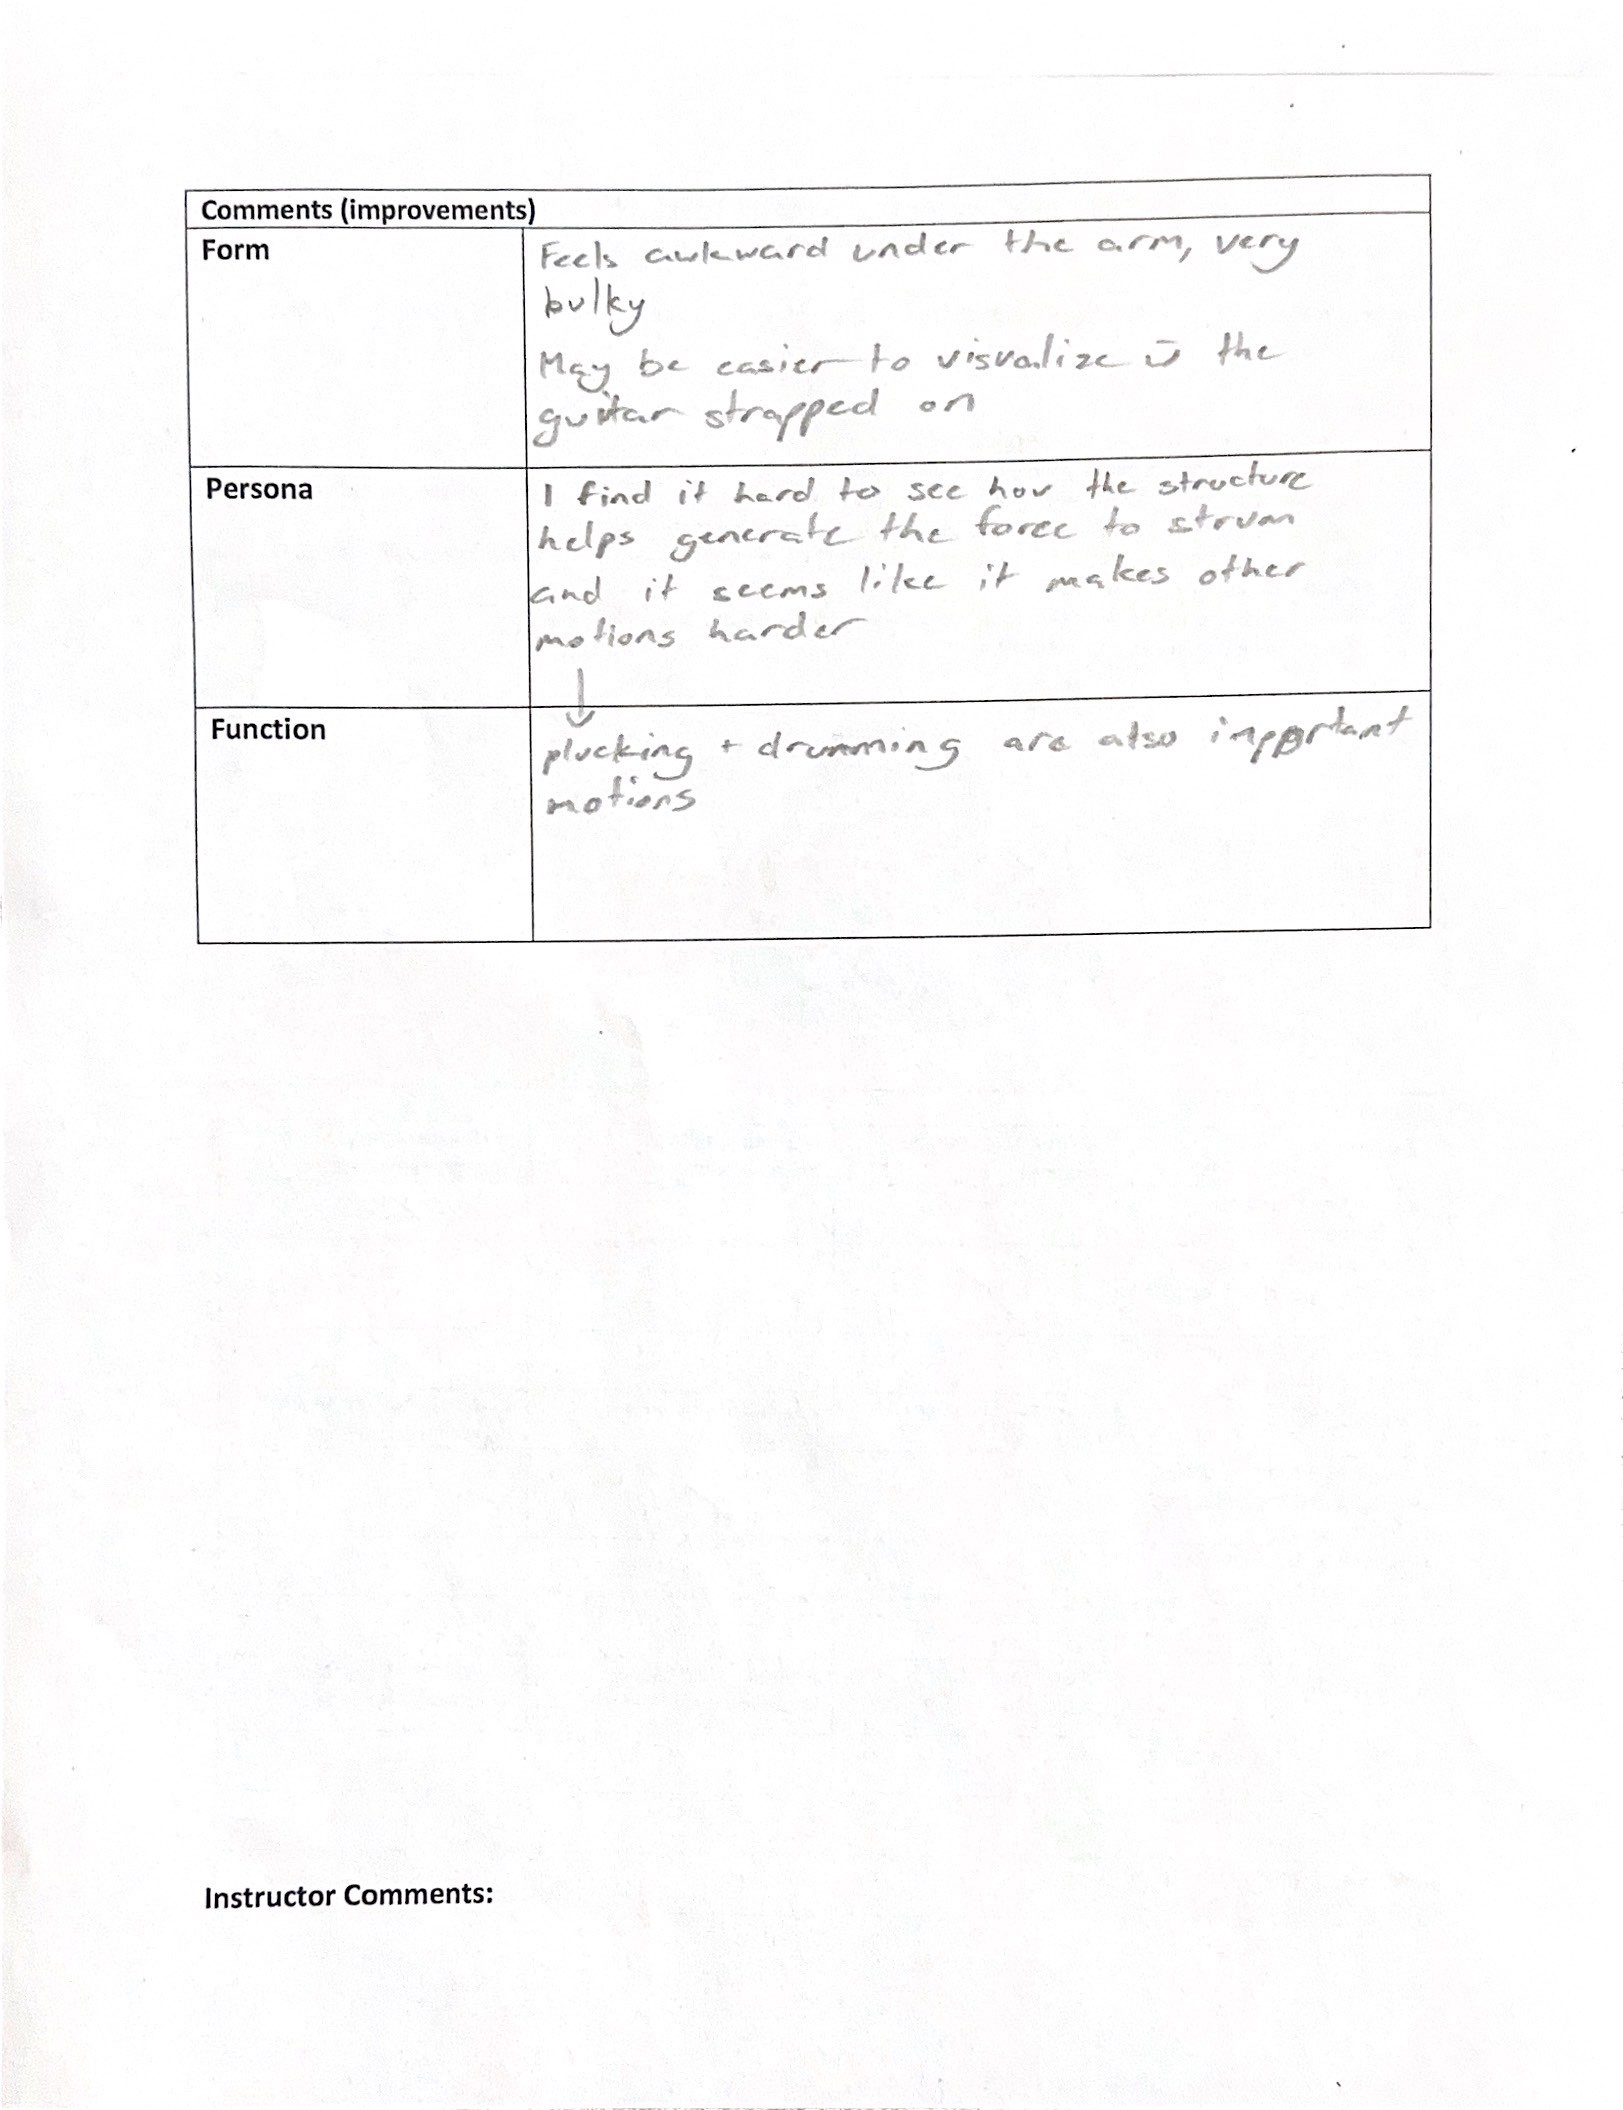 Comments (improvements)
Form
Feels awkward under the arm, very
bulky
May be easier to visualize w̄ the
guitar strapped on
Persona
I find it hard to see how the structure
helps generate the force to strum
and it seems like it makes other
motions harder
↓
Function
plucking + drumming are also important
motions
Instructor Comments: